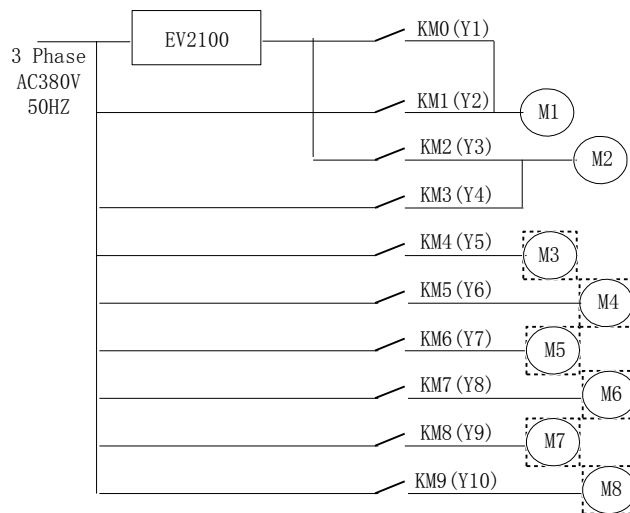 EV2100
KM0(Y1)
3 Phase
AC380V
50HZ
KM1(Y2)
M1
KM2(Y3)
M2
KM3(Y4)
KM4(Y5)
M3
KM5(Y6)
M4
KM6(Y7)
M5
KM7(Y8)
M6
KM8(Y9)
M7
KM9(Y10)
M8